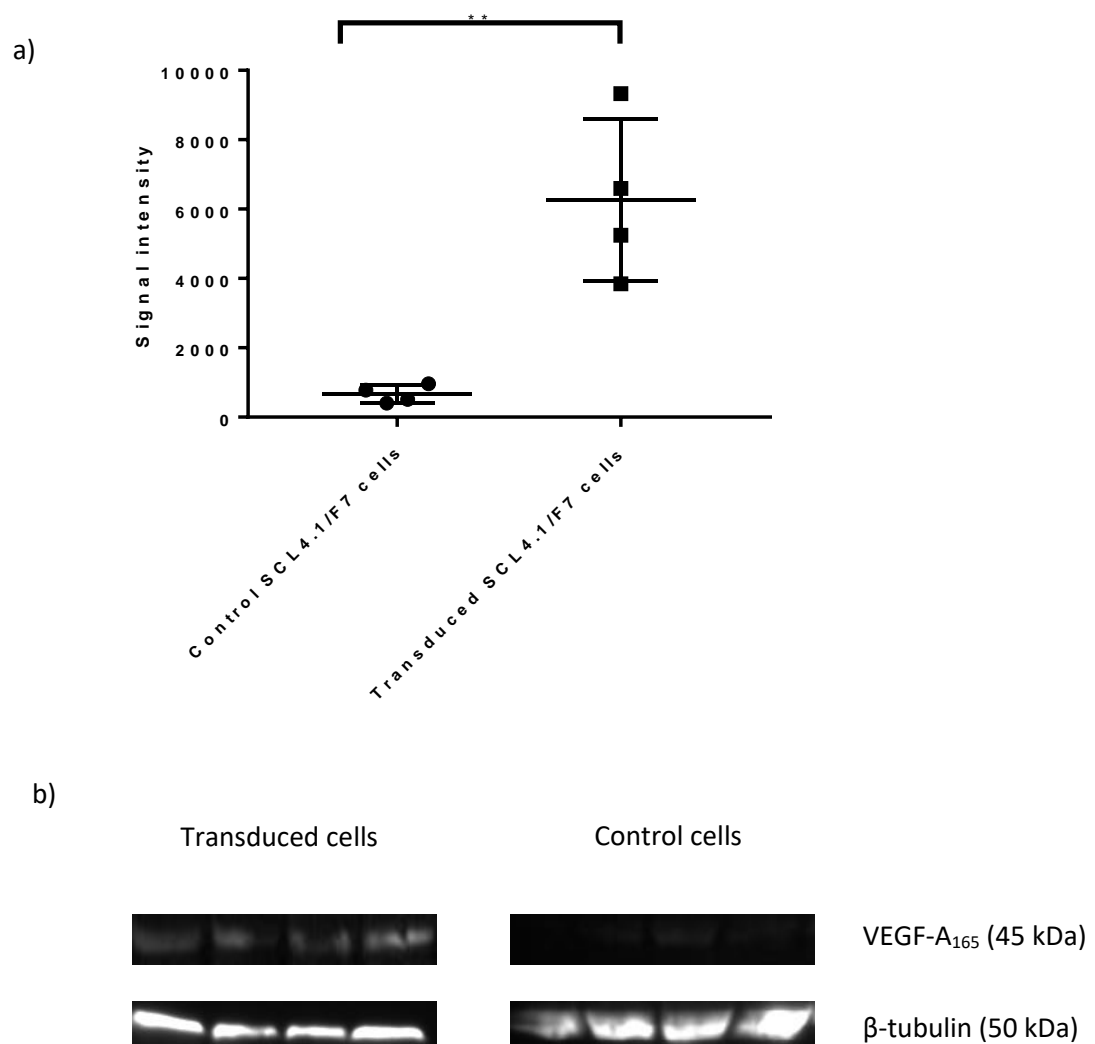 a)
**
10000
8000
6000
4000
2000
0
Signal intensity
Control SCL4.1/F7 cells
Transduced SCL4.1/F7 cells
b)
Transduced cells Control cells
VEGF-A₁₆₅ (45 kDa)
β-tubulin (50 kDa)